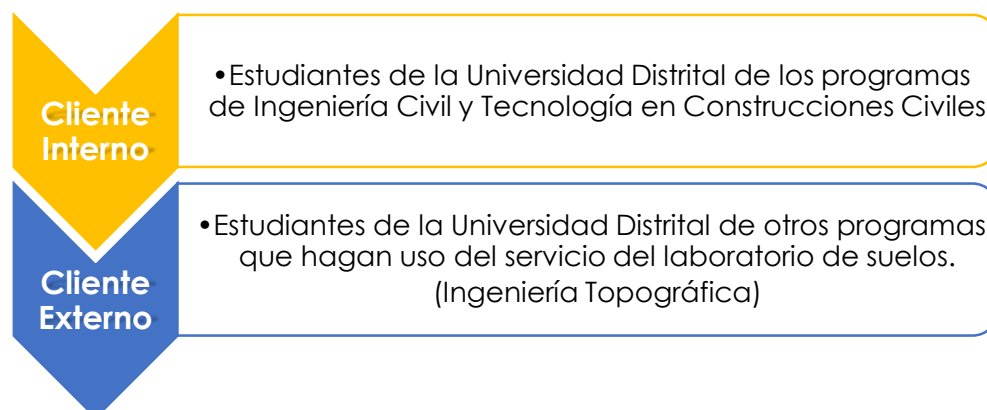 Cliente
Interno
•Estudiantes de la Universidad Distrital de los programas
de Ingeniería Civil y Tecnología en Construcciones Civiles
Cliente
Externo
•Estudiantes de la Universidad Distrital de otros programas
que hagan uso del servicio del laboratorio de suelos.
(Ingeniería Topográfica)